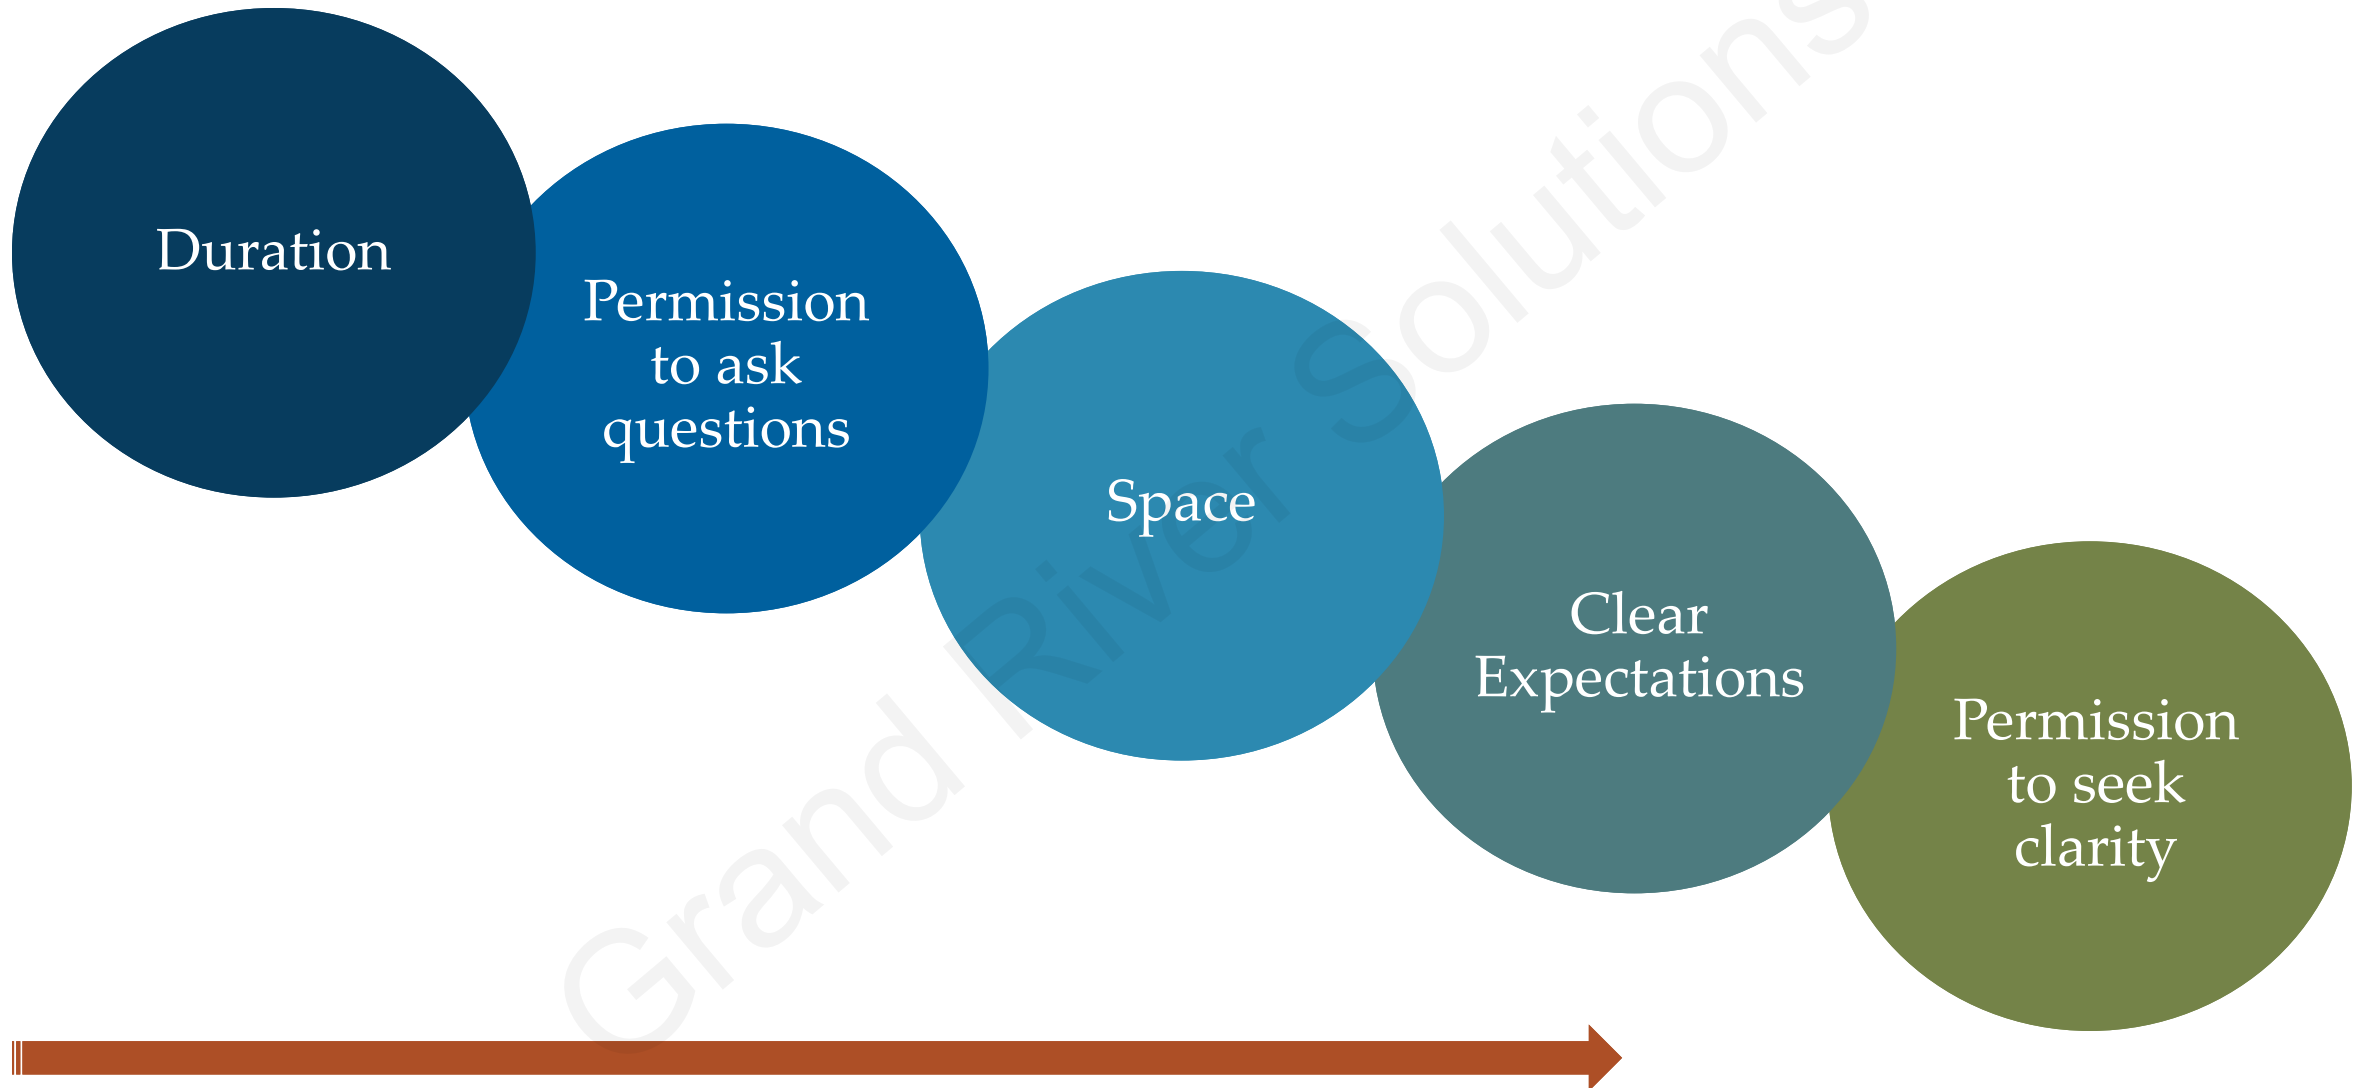 Duration
Permission
to ask
questions
Space
Clear
Expectations
Permission
to seek
clarity
Grand River Solutions